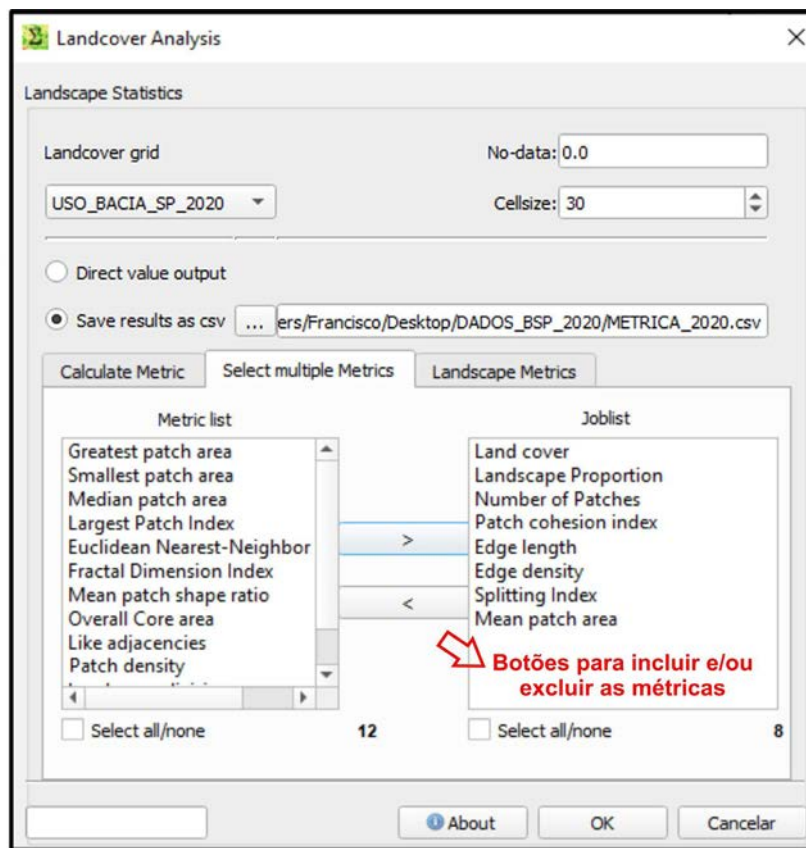 Landcover Analysis
Landscape Statistics
Landcover grid
No-data: 0.0
USO_BACIA_SP_2020
Cellsize: 30
Direct value output
Save results as csv ... ers/Francisco/Desktop/DADOS_BSP_2020/METRICA_2020.csv
Calculate Metric Select multiple Metrics Landscape Metrics
Metric list
Greatest patch area
Smallest patch area
Median patch area
Largest Patch Index
Euclidean Nearest-Neighbor
Fractal Dimension Index
Mean patch shape ratio
Overall Core area
Like adjacencies
Patch density
Select all/none 12
>
<
Joblist
Land cover
Landscape Proportion
Number of Patches
Patch cohesion index
Edge length
Edge density
Splitting Index
Mean patch area
Botões para incluir e/ou
excluir as métricas
Select all/none 8
About OK Cancelar